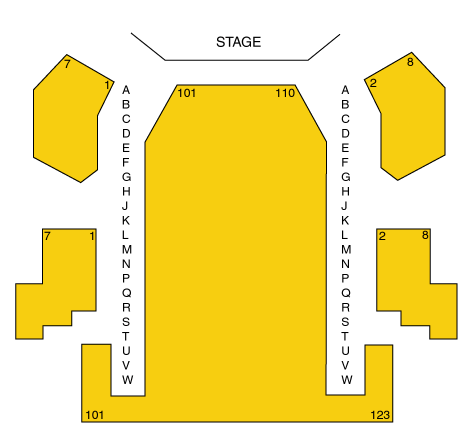 STAGE
7 1
2 8
101 110
A A
B B
C C
D D
E E
F F
G G
H H
J J
K K
L L
7 1
2 8
M M
N N
P P
Q Q
R R
S S
T T
U U
V V
W W
101 123